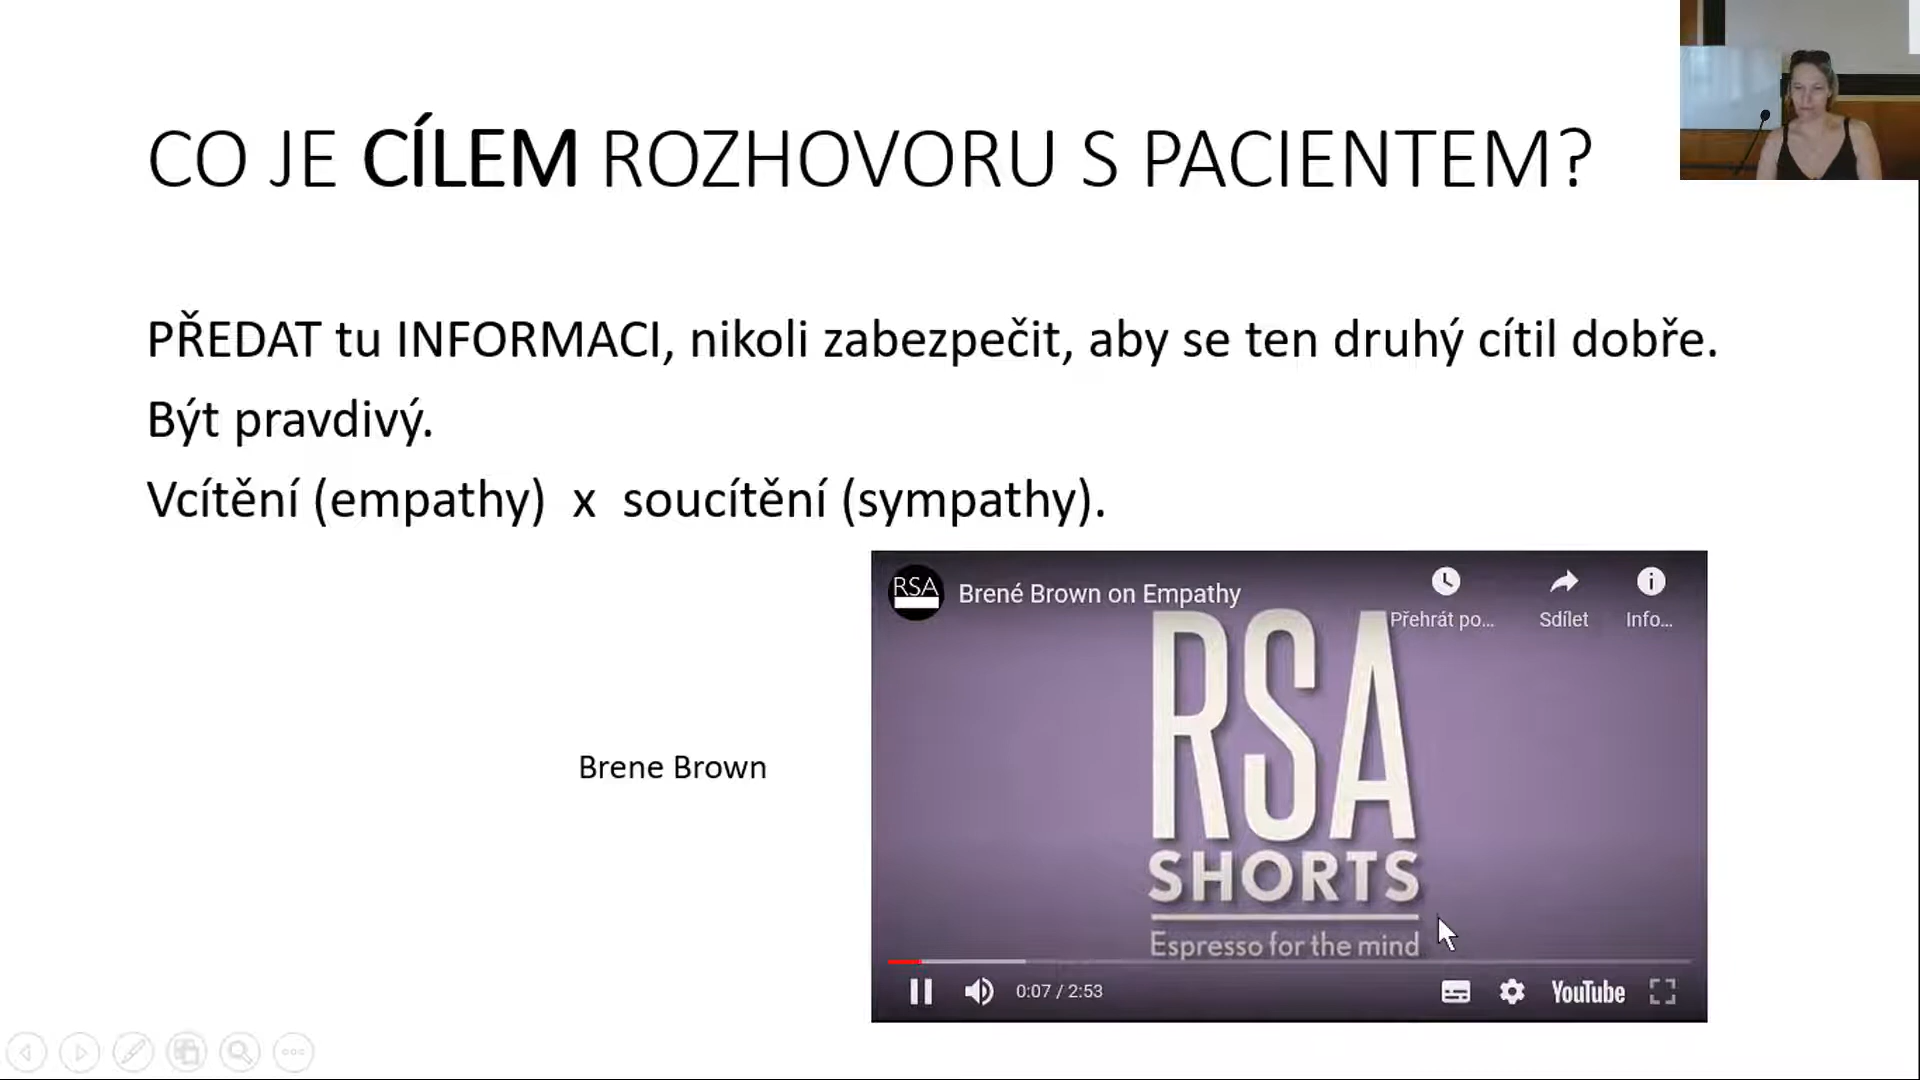 CO JE CÍLEM ROZHOVORU S PACIENTEM?
PŘEDAT tu INFORMACI, nikoli zabezpečit, aby se ten druhý cítil dobře.
Být pravdivý.
Vcítění (empathy) x soucítění (sympathy).
RSA
Brené Brown on Empathy
Přehrát po...
Sdílet
Info...
RSA
SHORTS
Espresso for the mind
Brene Brown
0:07 / 2:53
YouTube